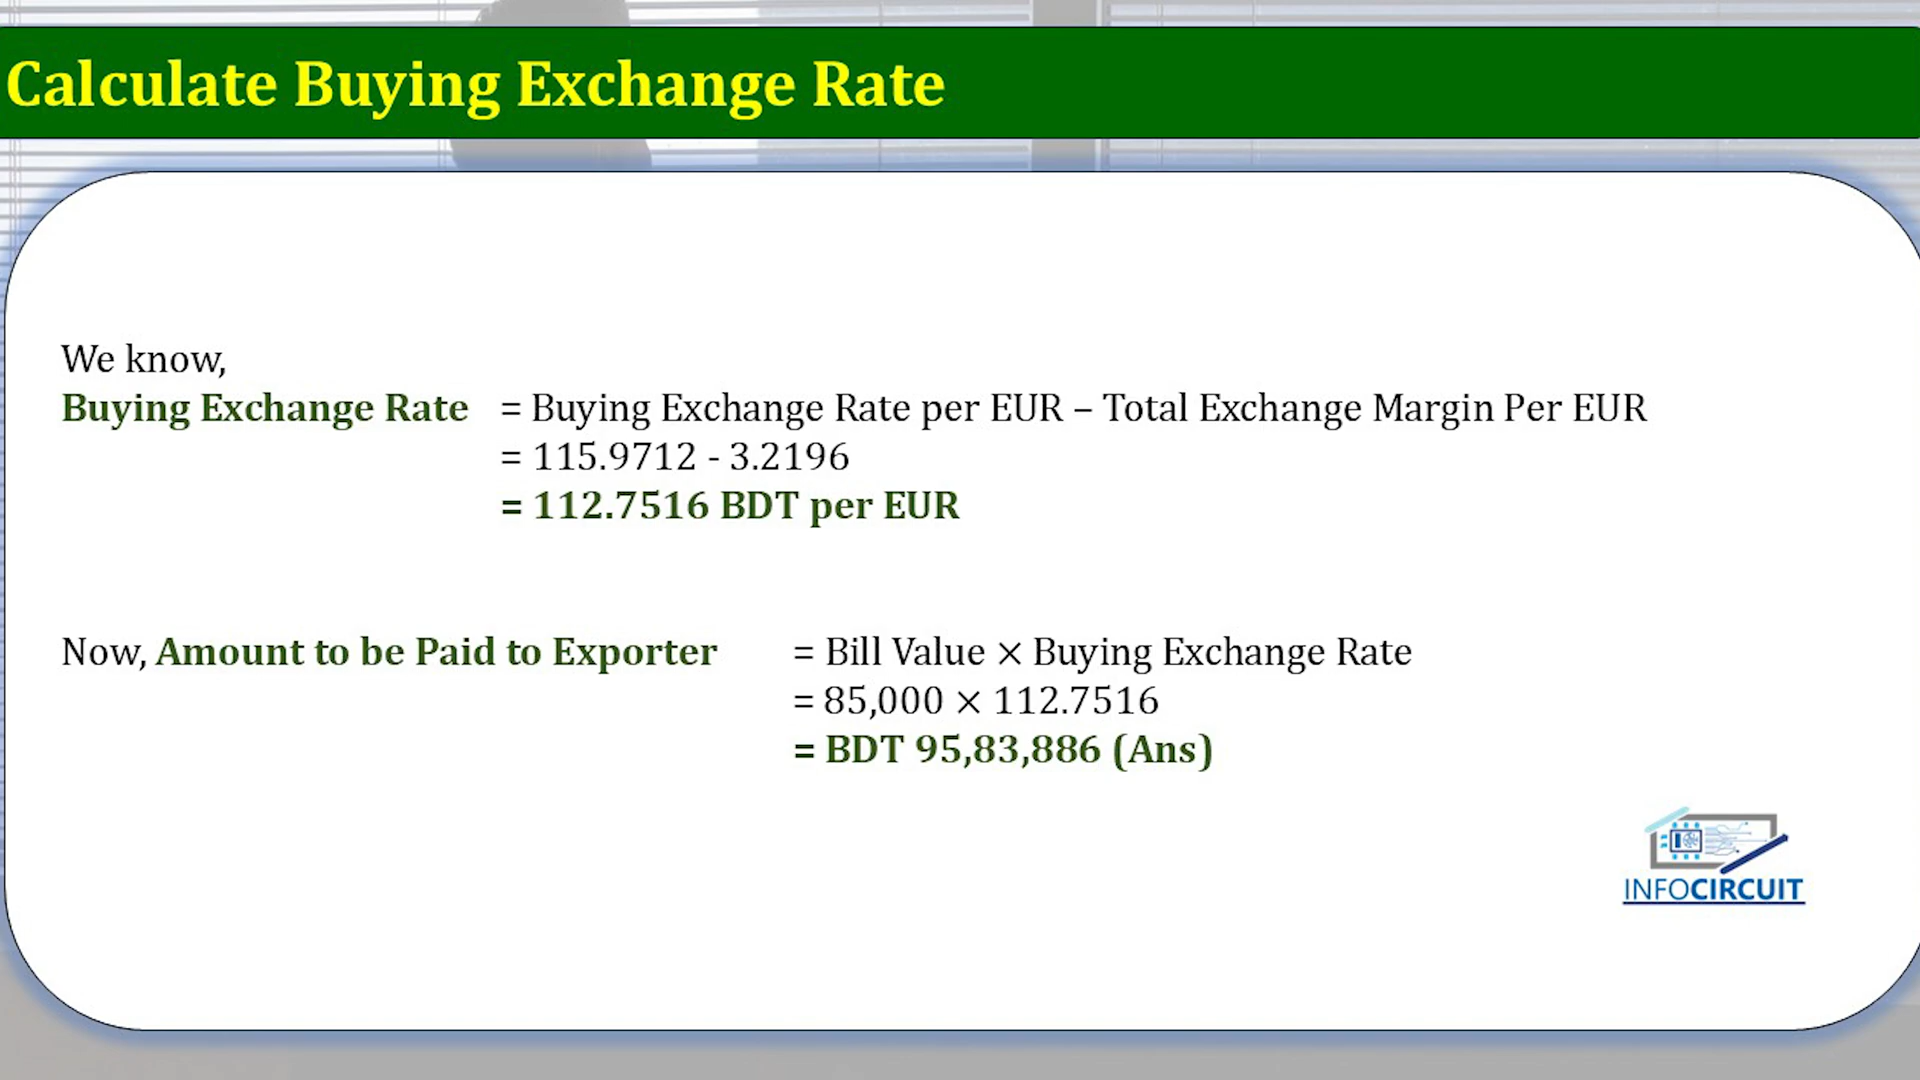 Calculate Buying Exchange Rate
We know,
Buying Exchange Rate = Buying Exchange Rate per EUR – Total Exchange Margin Per EUR
= 115.9712 - 3.2196
= 112.7516 BDT per EUR
Now, Amount to be Paid to Exporter = Bill Value × Buying Exchange Rate
= 85,000 × 112.7516
= BDT 95,83,886 (Ans)
INFOCIRCUIT